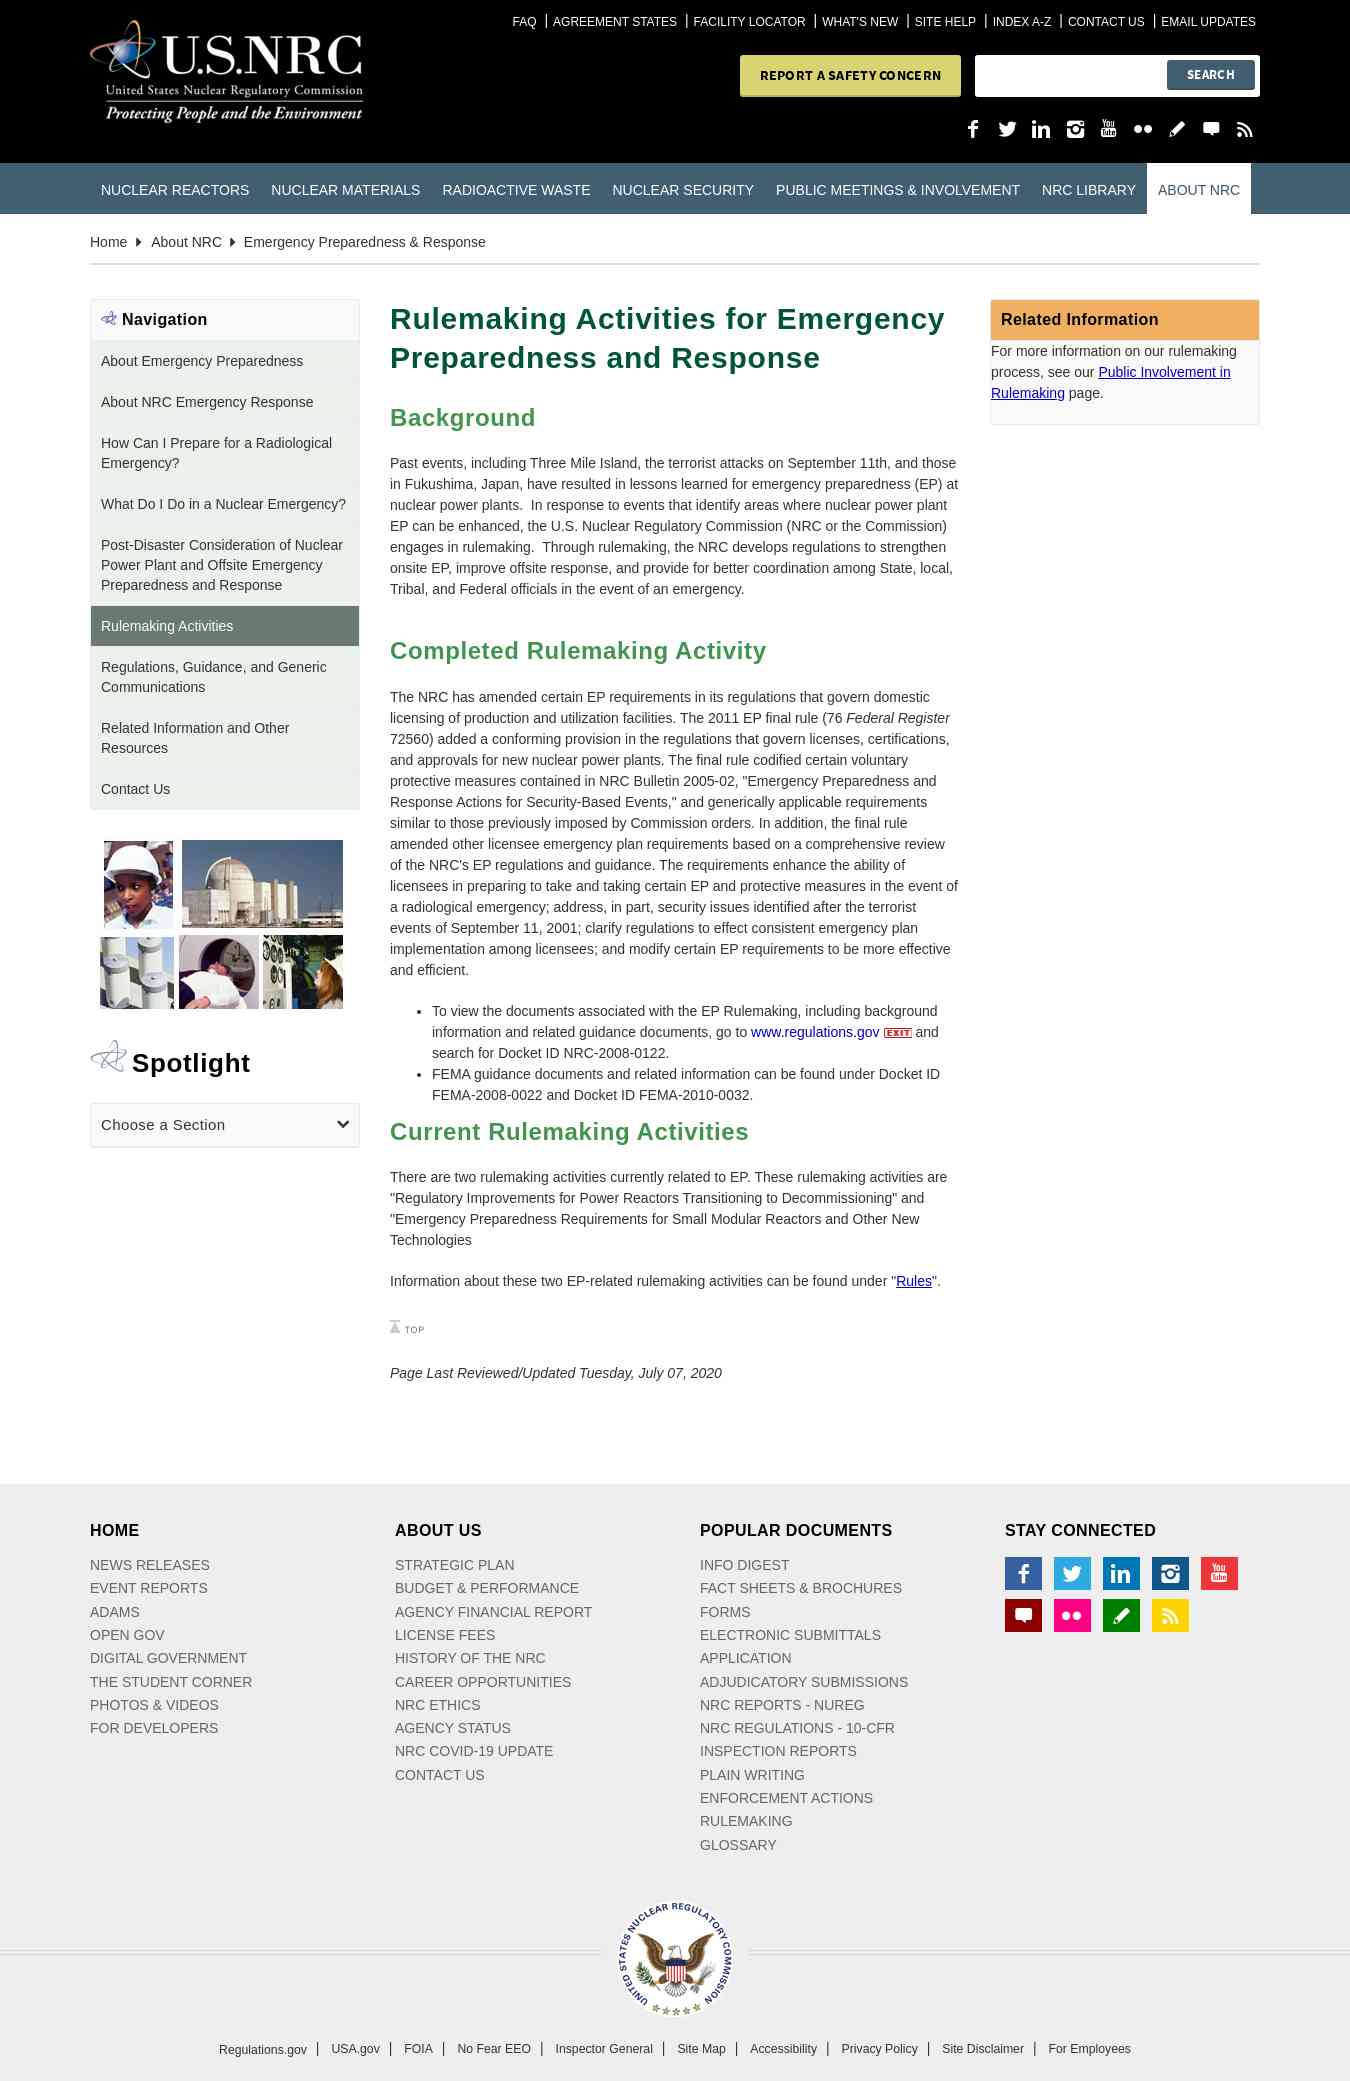 FAQ | AGREEMENT STATES | FACILITY LOCATOR | WHAT'S NEW | SITE HELP | INDEX A-Z | CONTACT US | EMAIL UPDATES
U.S.NRC
United States Nuclear Regulatory Commission
Protecting People and the Environment
REPORT A SAFETY CONCERN
SEARCH
You Tube
NUCLEAR REACTORS NUCLEAR MATERIALS RADIOACTIVE WASTE NUCLEAR SECURITY PUBLIC MEETINGS & INVOLVEMENT NRC LIBRARY ABOUT NRC
Home About NRC Emergency Preparedness & Response
Navigation
About Emergency Preparedness
About NRC Emergency Response
How Can I Prepare for a Radiological
Emergency?
What Do I Do in a Nuclear Emergency?
Post-Disaster Consideration of Nuclear
Power Plant and Offsite Emergency
Preparedness and Response
Rulemaking Activities
Regulations, Guidance, and Generic
Communications
Related Information and Other
Resources
Contact Us
Spotlight
Choose a Section
Rulemaking Activities for Emergency
Preparedness and Response
Background
Past events, including Three Mile Island, the terrorist attacks on September 11th, and those
in Fukushima, Japan, have resulted in lessons learned for emergency preparedness (EP) at
nuclear power plants.  In response to events that identify areas where nuclear power plant
EP can be enhanced, the U.S. Nuclear Regulatory Commission (NRC or the Commission)
engages in rulemaking.  Through rulemaking, the NRC develops regulations to strengthen
onsite EP, improve offsite response, and provide for better coordination among State, local,
Tribal, and Federal officials in the event of an emergency.
Completed Rulemaking Activity
The NRC has amended certain EP requirements in its regulations that govern domestic
licensing of production and utilization facilities. The 2011 EP final rule (76 Federal Register
72560) added a conforming provision in the regulations that govern licenses, certifications,
and approvals for new nuclear power plants. The final rule codified certain voluntary
protective measures contained in NRC Bulletin 2005-02, "Emergency Preparedness and
Response Actions for Security-Based Events," and generically applicable requirements
similar to those previously imposed by Commission orders. In addition, the final rule
amended other licensee emergency plan requirements based on a comprehensive review
of the NRC's EP regulations and guidance. The requirements enhance the ability of
licensees in preparing to take and taking certain EP and protective measures in the event of
a radiological emergency; address, in part, security issues identified after the terrorist
events of September 11, 2001; clarify regulations to effect consistent emergency plan
implementation among licensees; and modify certain EP requirements to be more effective
and efficient.
• To view the documents associated with the EP Rulemaking, including background
information and related guidance documents, go to www.regulations.gov EXIT and
search for Docket ID NRC-2008-0122.
• FEMA guidance documents and related information can be found under Docket ID
FEMA-2008-0022 and Docket ID FEMA-2010-0032.
Current Rulemaking Activities
There are two rulemaking activities currently related to EP. These rulemaking activities are
"Regulatory Improvements for Power Reactors Transitioning to Decommissioning" and
"Emergency Preparedness Requirements for Small Modular Reactors and Other New
Technologies
Information about these two EP-related rulemaking activities can be found under "Rules".
TOP
Page Last Reviewed/Updated Tuesday, July 07, 2020
Related Information
For more information on our rulemaking
process, see our Public Involvement in
Rulemaking page.
HOME
NEWS RELEASES
EVENT REPORTS
ADAMS
OPEN GOV
DIGITAL GOVERNMENT
THE STUDENT CORNER
PHOTOS & VIDEOS
FOR DEVELOPERS
ABOUT US
STRATEGIC PLAN
BUDGET & PERFORMANCE
AGENCY FINANCIAL REPORT
LICENSE FEES
HISTORY OF THE NRC
CAREER OPPORTUNITIES
NRC ETHICS
AGENCY STATUS
NRC COVID-19 UPDATE
CONTACT US
POPULAR DOCUMENTS
INFO DIGEST
FACT SHEETS & BROCHURES
FORMS
ELECTRONIC SUBMITTALS
APPLICATION
ADJUDICATORY SUBMISSIONS
NRC REPORTS - NUREG
NRC REGULATIONS - 10-CFR
INSPECTION REPORTS
PLAIN WRITING
ENFORCEMENT ACTIONS
RULEMAKING
GLOSSARY
STAY CONNECTED
You Tube
UNITED STATES NUCLEAR REGULATORY COMMISSION
Regulations.gov | USA.gov | FOIA | No Fear EEO | Inspector General | Site Map | Accessibility | Privacy Policy | Site Disclaimer | For Employees